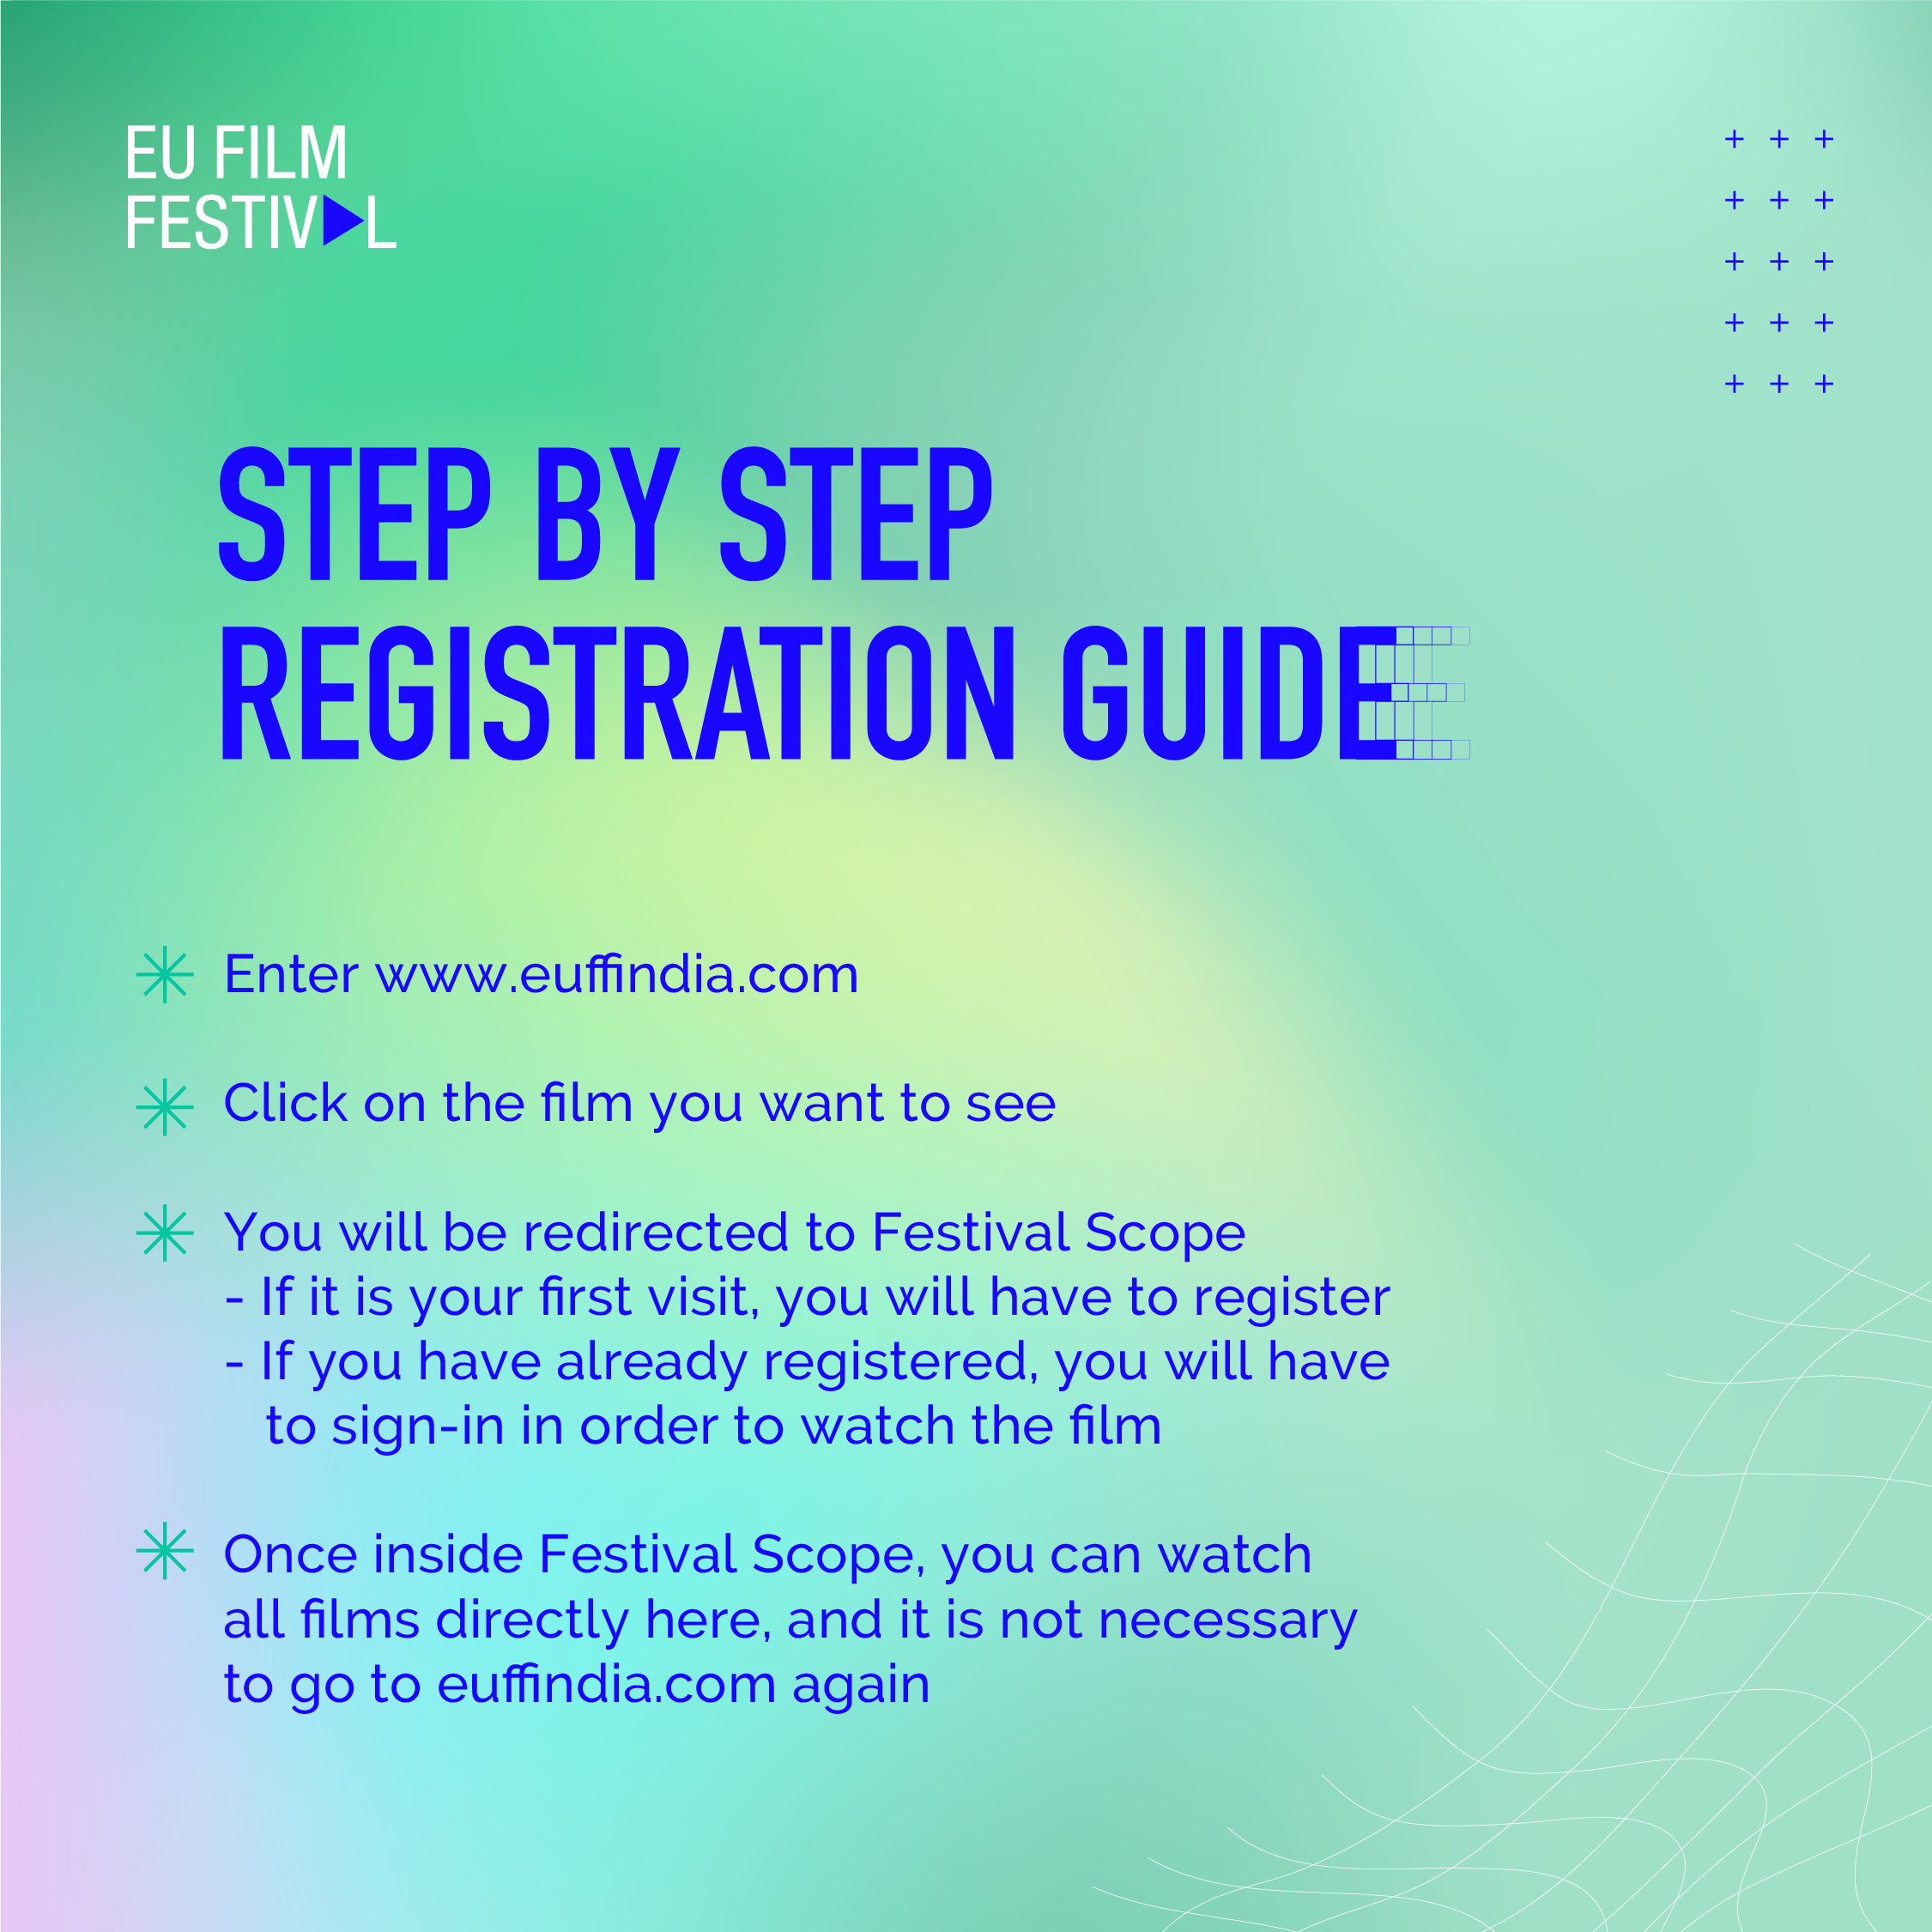 EU FILM
FESTIV▶L
STEP BY STEP
REGISTRATION GUIDE
Enter www.euffindia.com
Click on the film you want to see
You will be redirected to Festival Scope
- If it is your first visit, you will have to register
- If you have already registered, you will have
to sign-in in order to watch the film
Once inside Festival Scope, you can watch
all films directly here, and it is not necessary
to go to euffindia.com again